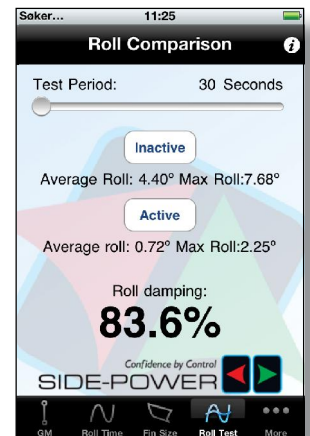 Søker... 11:25
Roll Comparison
Test Period: 30 Seconds
Inactive
Average Roll: 4.40° Max Roll:7.68°
Active
Average roll: 0.72° Max Roll:2.25°
Roll damping:
83.6%
Confidence by Control
SIDE-POWER
GM Roll Time Fin Size Roll Test More